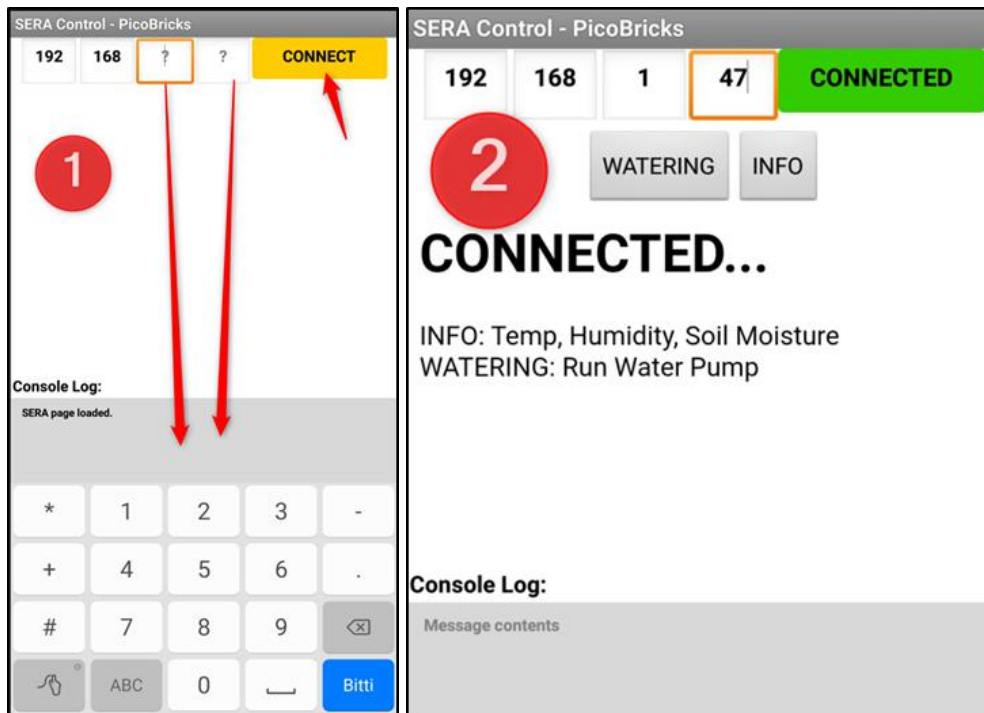 SERA Control - PicoBricks
192 168 ? ? CONNECT
1
Console Log:
SERA page loaded.
* 1 2 3 -
+ 4 5 6 .
# 7 8 9
ABC 0 Bitti
SERA Control - PicoBricks
192 168 1 47 CONNECTED
2
WATERING INFO
CONNECTED...
INFO: Temp, Humidity, Soil Moisture
WATERING: Run Water Pump
Console Log:
Message contents